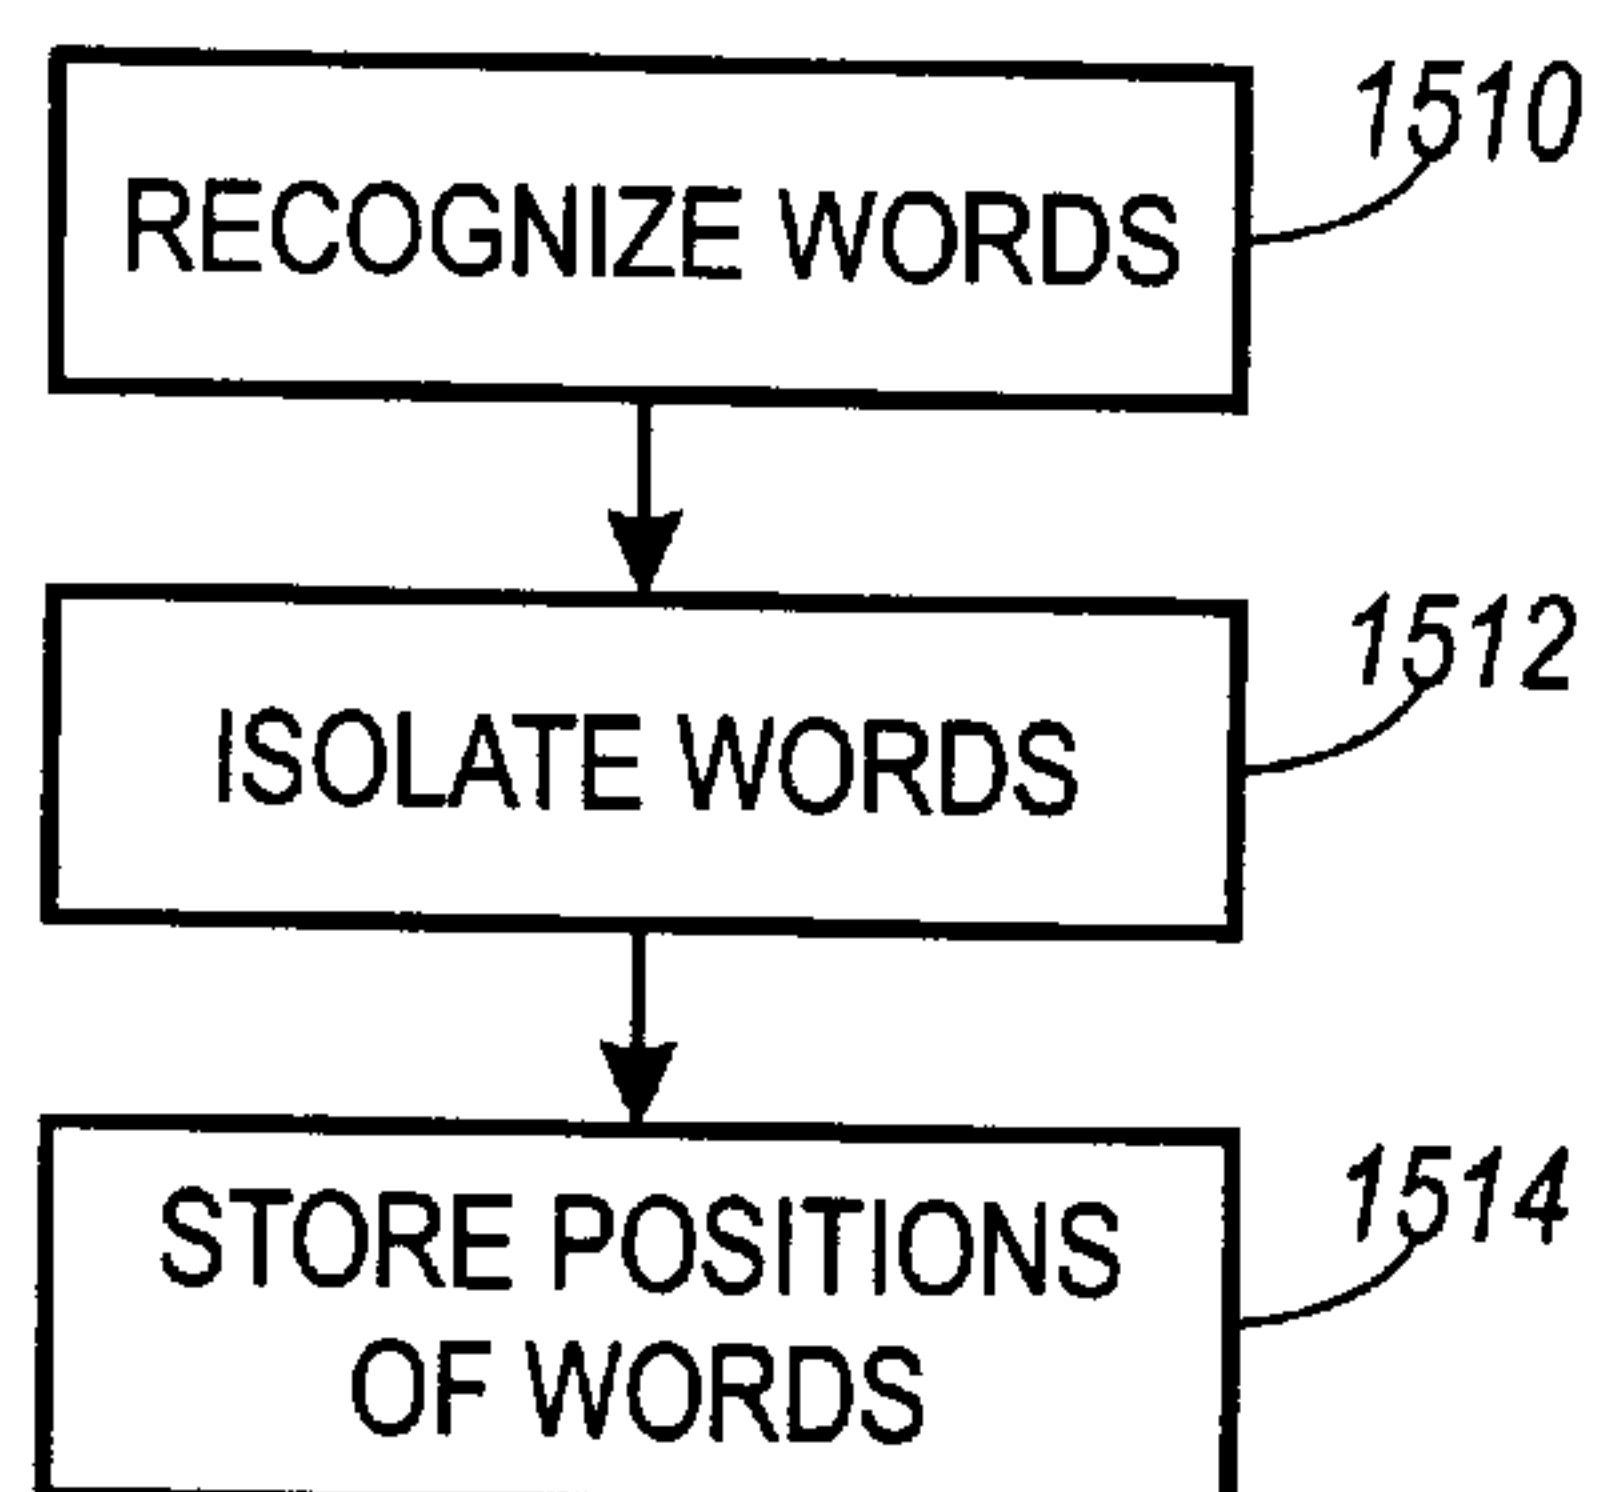 1510
RECOGNIZE WORDS
1512
ISOLATE WORDS
1514
STORE POSITIONS
OF WORDS